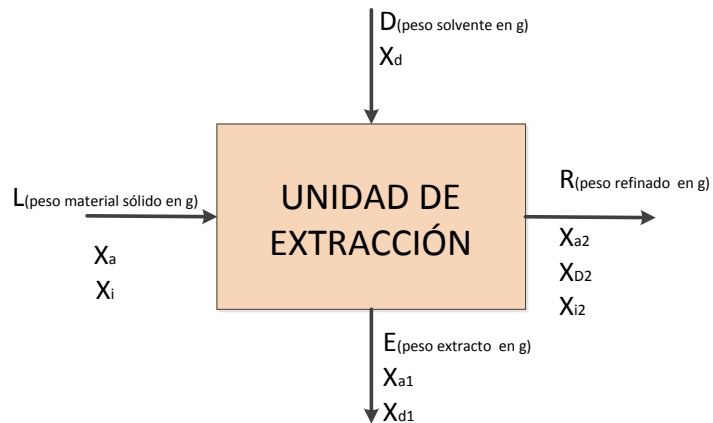 D(peso solvente en g)
Xd
L(peso material sólido en g)
Xa
Xi
UNIDAD DE
EXTRACCIÓN
R(peso refinado en g)
Xa2
XD2
Xi2
E(peso extracto en g)
Xa1
Xd1